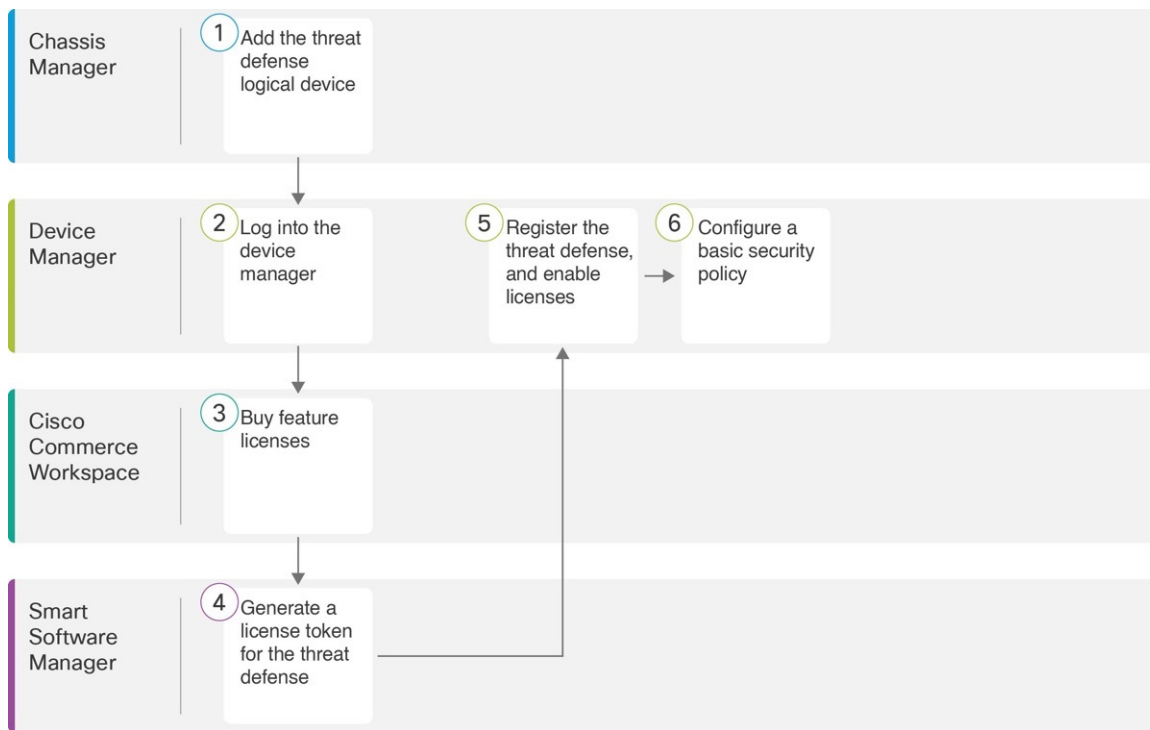 Chassis
Manager
1
Add the threat
defense
logical device
Device
Manager
2
Log into the
device
manager
5
Register the
threat defense,
and enable
licenses
6
Configure a
basic security
policy
Cisco
Commerce
Workspace
3
Buy feature
licenses
Smart
Software
Manager
4
Generate a
license token
for the threat
defense